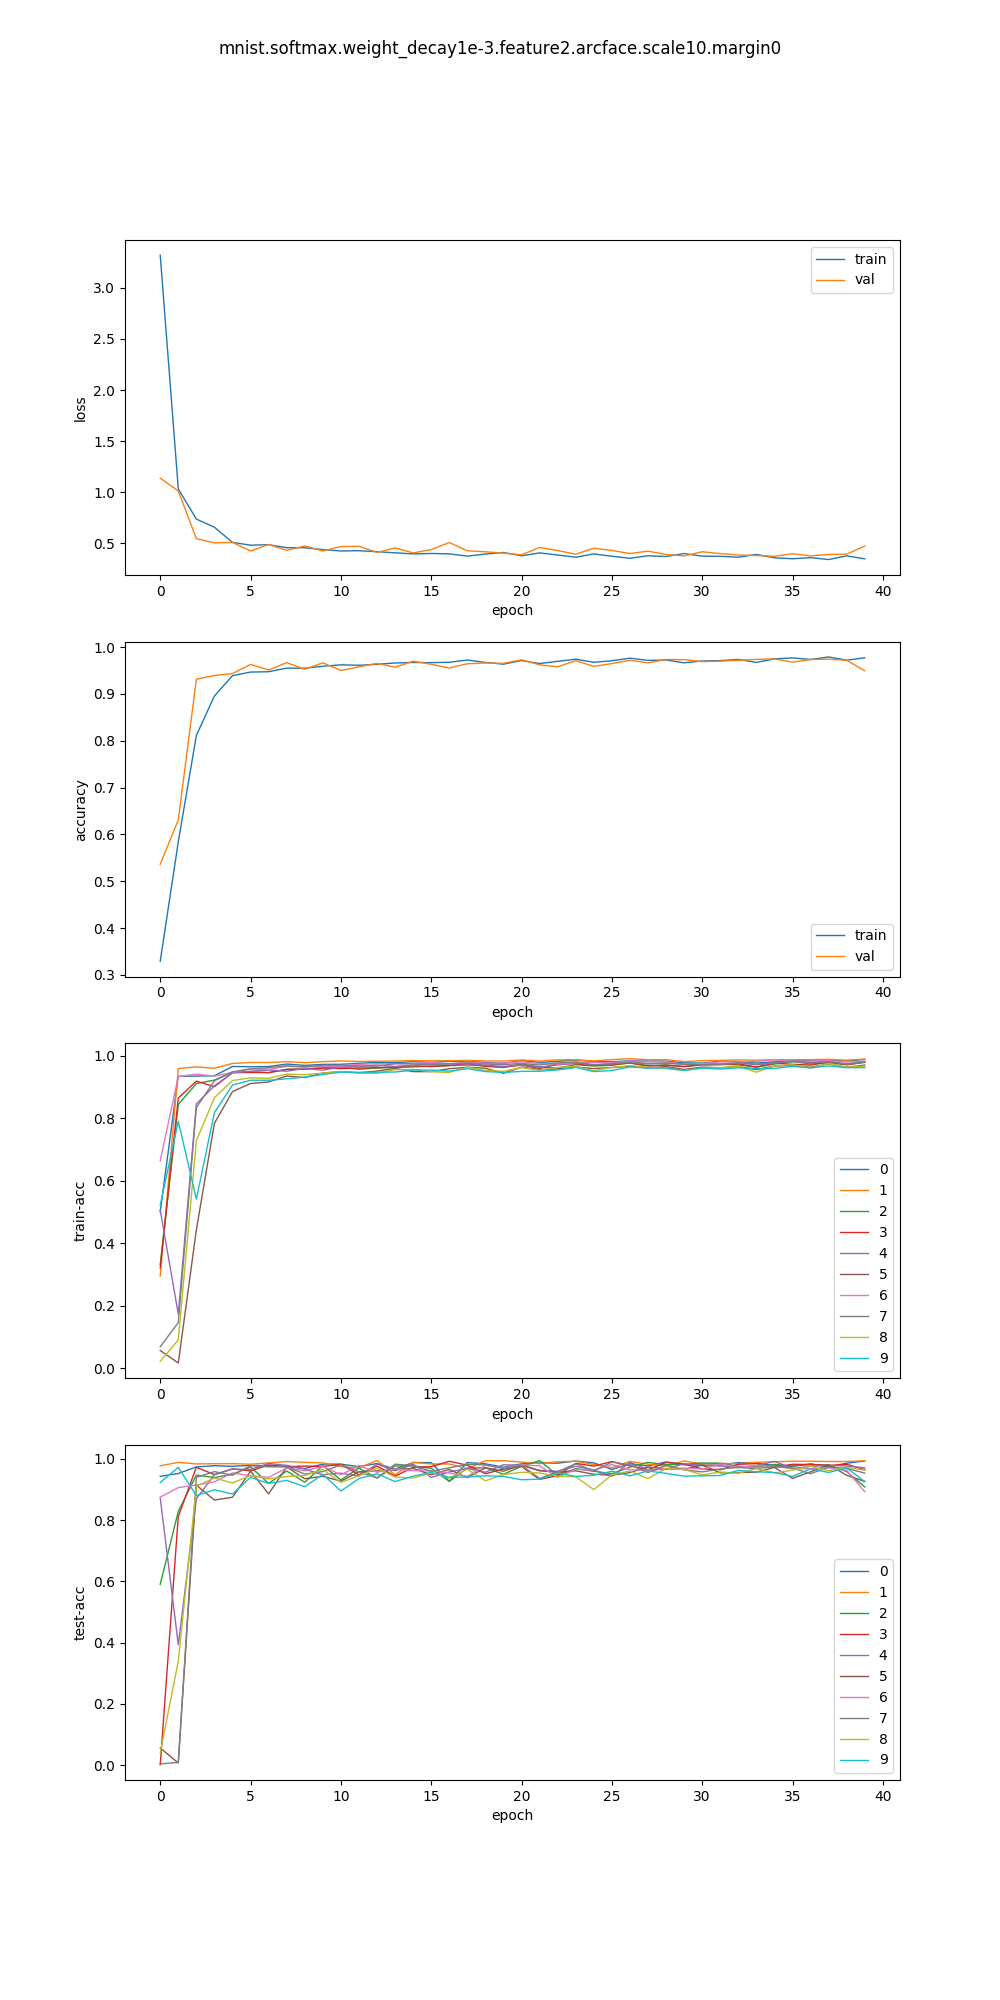 mnist.softmax.weight_decay1e-3.feature2.arcface.scale10.margin0
train
val
3.0
2.5
2.0
1.5
1.0
0.5
loss
0 5 10 15 20 25 30 35 40
epoch
1.0
0.9
0.8
0.7
0.6
0.5
0.4
0.3
accuracy
train
val
0 5 10 15 20 25 30 35 40
epoch
1.0
0.8
0.6
0.4
0.2
0.0
train-acc
0
1
2
3
4
5
6
7
8
9
0 5 10 15 20 25 30 35 40
epoch
1.0
0.8
0.6
0.4
0.2
0.0
test-acc
0
1
2
3
4
5
6
7
8
9
0 5 10 15 20 25 30 35 40
epoch